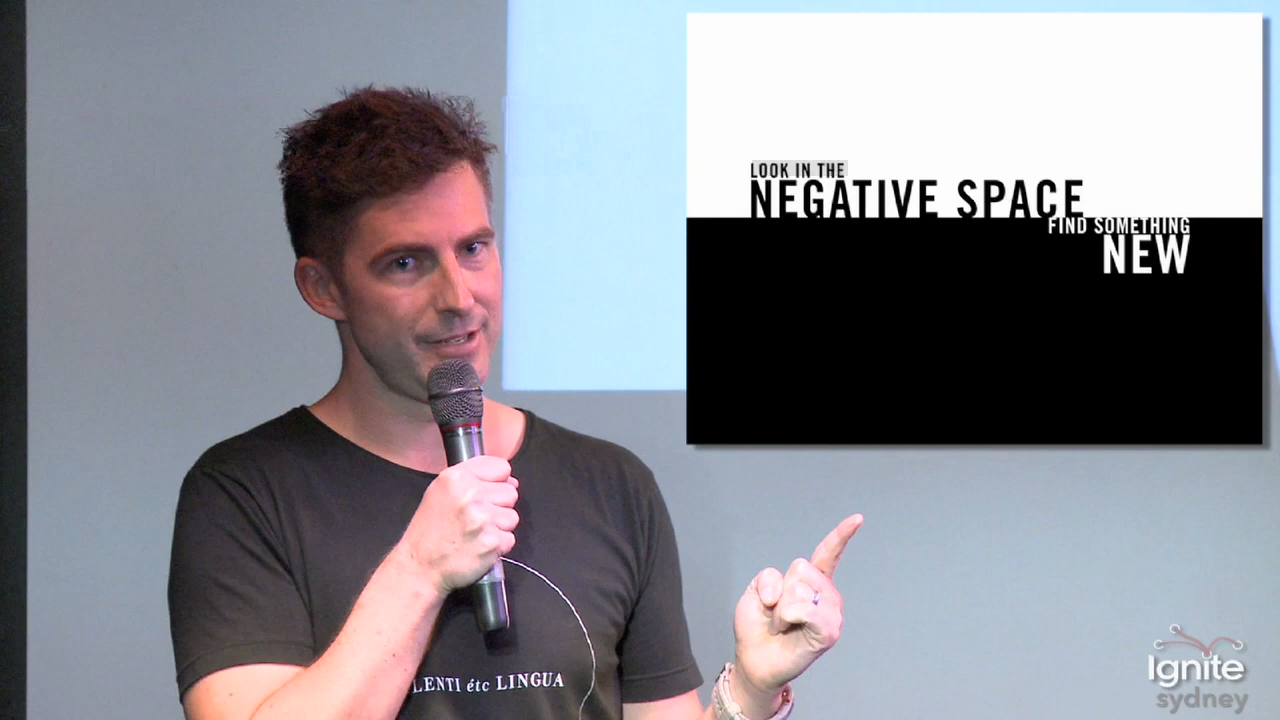 LOOK IN THE
NEGATIVE SPACE
FIND SOMETHING
NEW
LENTI étc LINGUA
Ignite
sydney